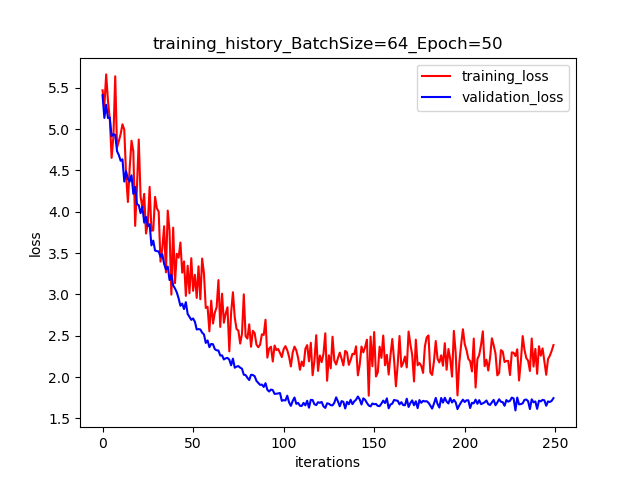 training_history_BatchSize=64_Epoch=50
training_loss
validation_loss
loss
5.5
5.0
4.5
4.0
3.5
3.0
2.5
2.0
1.5
0 50 100 150 200 250
iterations